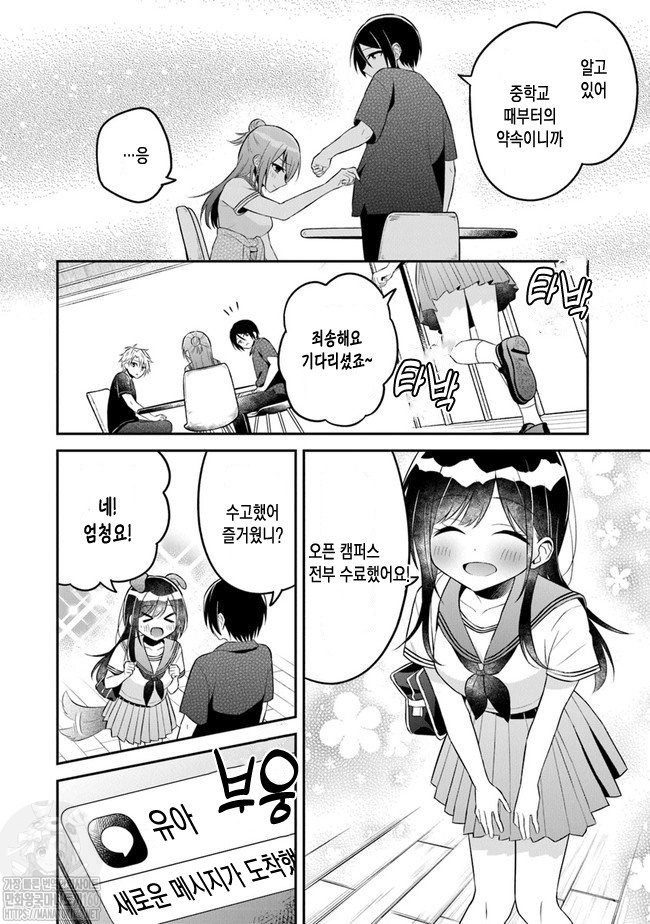 알고
있어
중학교
때부터의
약속이니까
…응
타박
죄송해요
기다리셨죠~
타박
오픈 캠퍼스
전부 수료했어요!
수고했어
즐거웠니?
네!
엄청요!
부웅
유아
새로운 메시지가 도착했